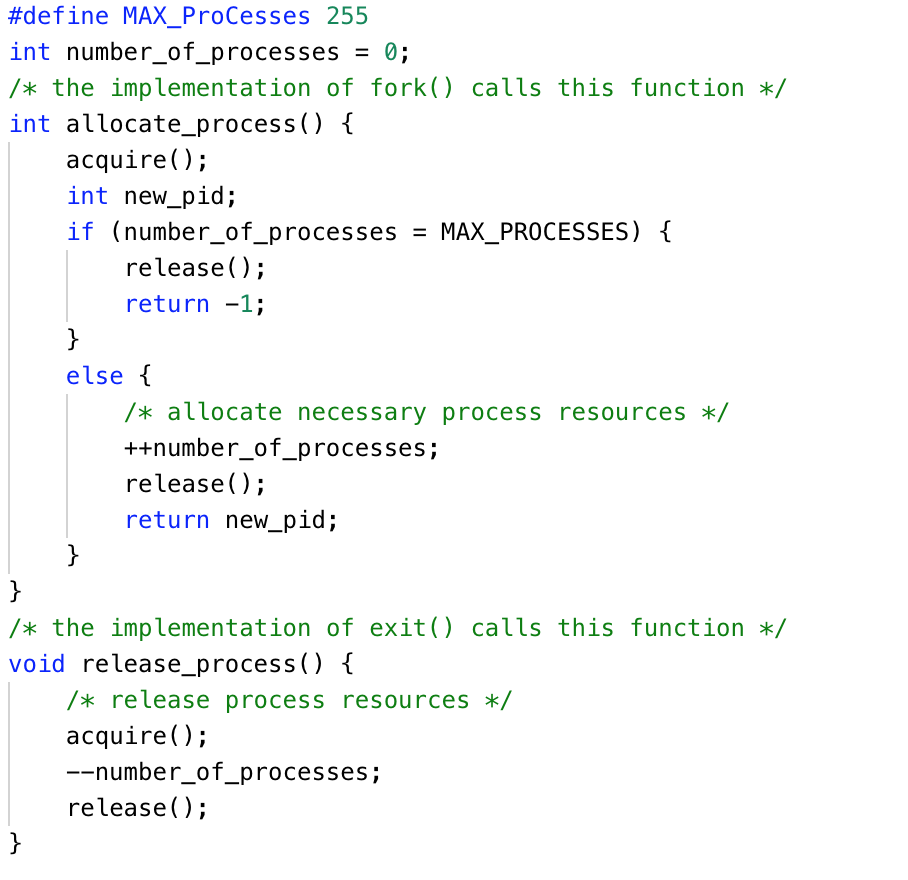 #define MAX_ProCesses 255
int number_of_processes = 0;
/* the implementation of fork() calls this function */
int allocate_process() {
    acquire();
    int new_pid;
    if (number_of_processes = MAX_PROCESSES) {
        release();
        return -1;
    }
    else {
        /* allocate necessary process resources */
        ++number_of_processes;
        release();
        return new_pid;
    }
}
/* the implementation of exit() calls this function */
void release_process() {
    /* release process resources */
    acquire();
    --number_of_processes;
    release();
}